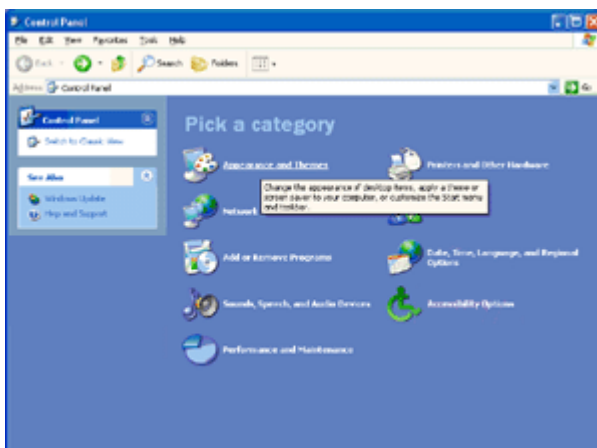 Control Panel
File Edit View Favorites Tools Help
Back Search Folders
Address Control Panel Go
Control Panel
Switch to Classic View
See Also
Windows Update
Help and Support
Pick a category
Appearance and Themes
Printers and Other Hardware
Change the appearance of desktop items, apply a theme or
screen saver to your computer, or customize the Start menu
and taskbar.
Network
Add or Remove Programs
Date, Time, Language, and Regional
Options
Sounds, Speech, and Audio Devices
Accessibility Options
Performance and Maintenance